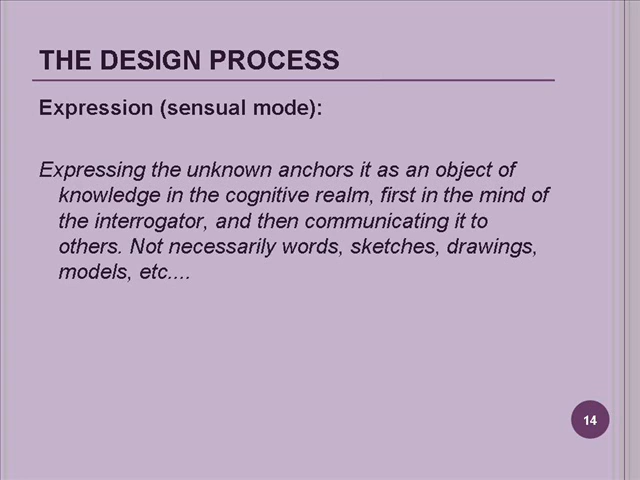 THE DESIGN PROCESS
Expression (sensual mode):
Expressing the unknown anchors it as an object of
knowledge in the cognitive realm, first in the mind of
the interrogator, and then communicating it to
others. Not necessarily words, sketches, drawings,
models, etc....
14